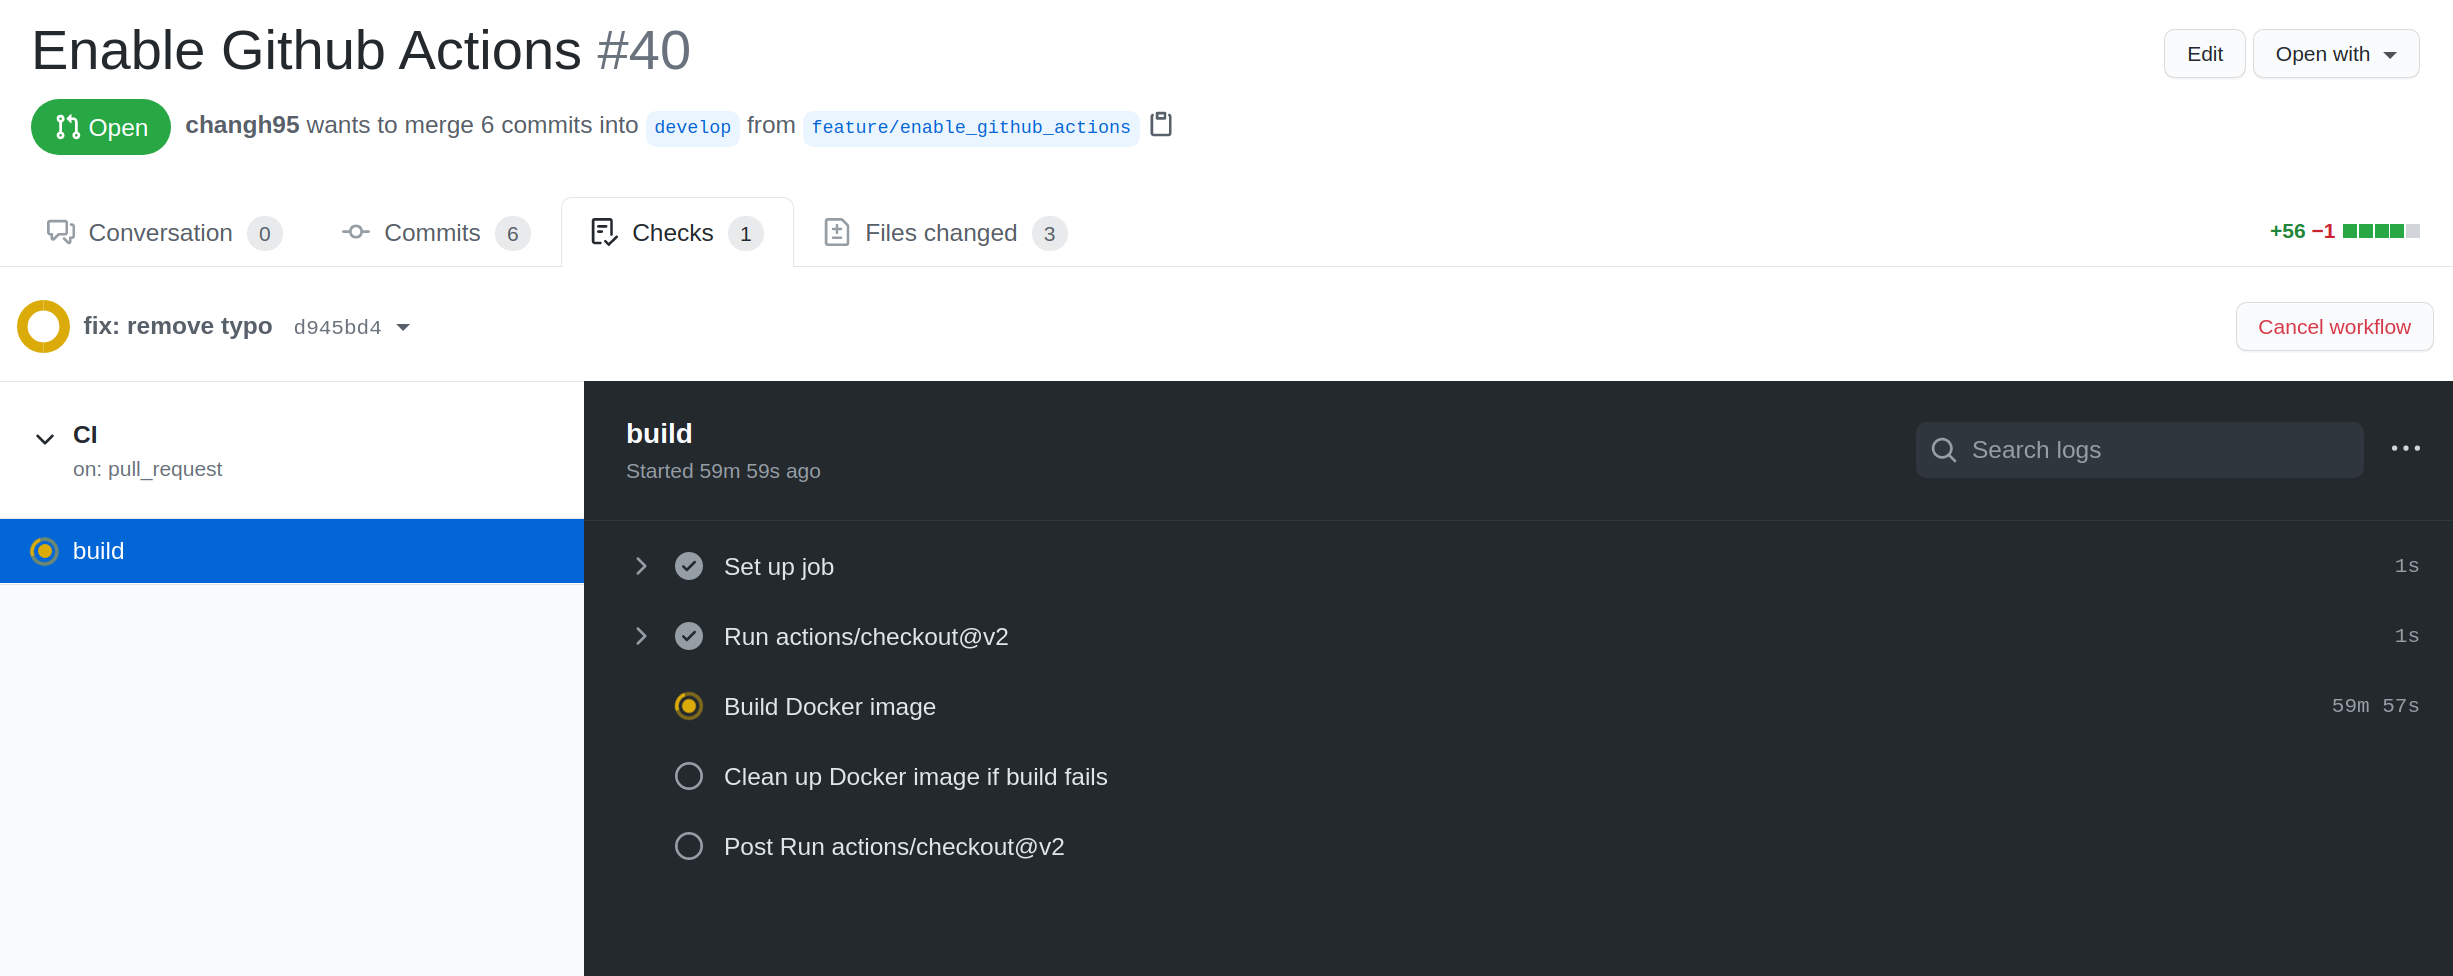 Enable Github Actions #40
Edit
Open with
Open
changh95 wants to merge 6 commits into develop from feature/enable_github_actions
Conversation 0
Commits 6
Checks 1
Files changed 3
+56 −1
fix: remove typo d945bd4
Cancel workflow
CI
on: pull_request
build
build
Started 59m 59s ago
Search logs
Set up job 1s
Run actions/checkout@v2 1s
Build Docker image 59m 57s
Clean up Docker image if build fails
Post Run actions/checkout@v2